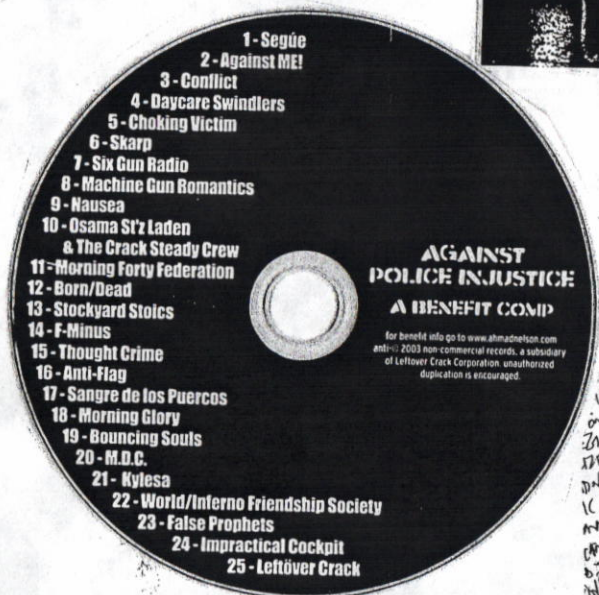 1 - Segúe
2 - Against ME!
3 - Conflict
4 - Daycare Swindlers
5 - Choking Victim
6 - Skarp
7 - Six Gun Radio
8 - Machine Gun Romantics
9 - Nausea
10 - Osama St'z Laden
& The Crack Steady Crew
11 - Morning Forty Federation
12 - Born/Dead
13 - Stockyard Stoics
14 - F-Minus
15 - Thought Crime
16 - Anti-Flag
17 - Sangre de los Puercos
18 - Morning Glory
19 - Bouncing Souls
20 - M.D.C.
21 - Kylesa
22 - World/Inferno Friendship Society
23 - False Prophets
24 - Impractical Cockpit
25 - Leftöver Crack
AGAINST
POLICE INJUSTICE
A BENEFIT COMP
for benefit info go to www.ahmadnelson.com
anti-© 2003 non-commercial records, a subsidiary
of Leftover Crack Corporation. unauthorized
duplication is encouraged.